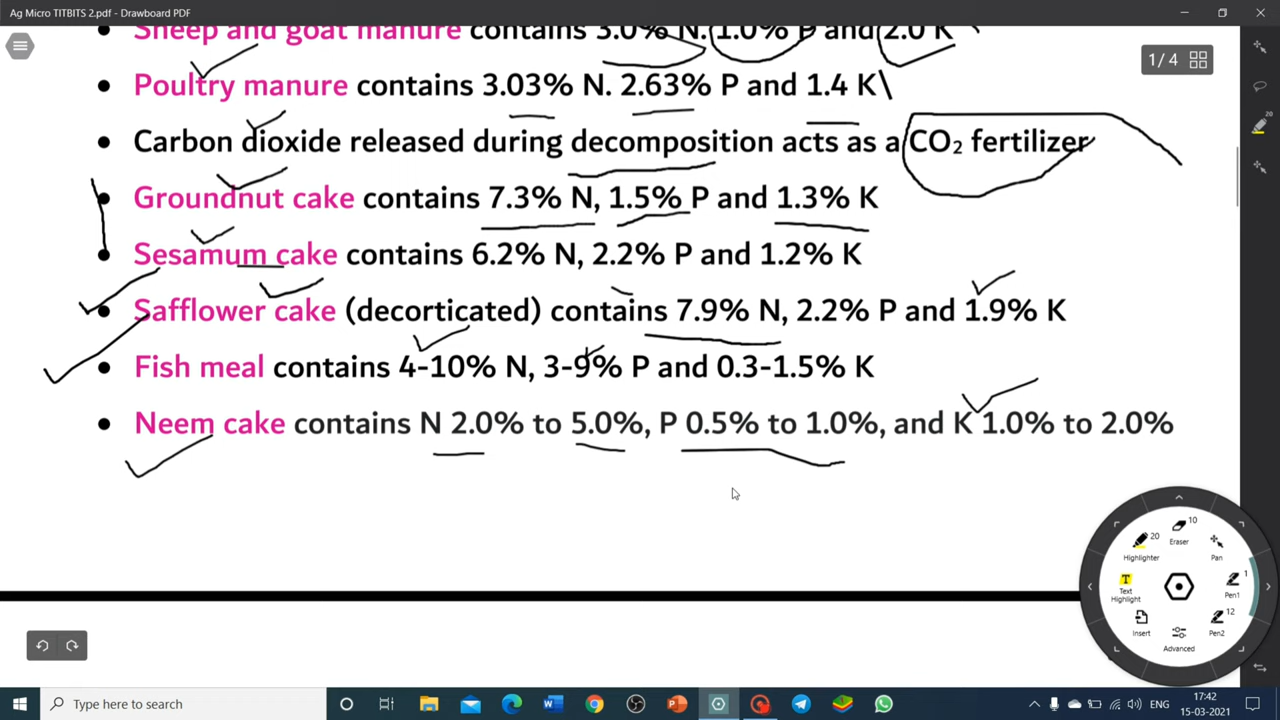 Ag Micro TITBITS 2.pdf - Drawboard PDF
Sheep and goat manure contains 3.0% N. 1.0% P and 2.0 K
1/4
• Poultry manure contains 3.03% N. 2.63% P and 1.4 K\
• Carbon dioxide released during decomposition acts as a CO₂ fertilizer
• Groundnut cake contains 7.3% N, 1.5% P and 1.3% K
• Sesamum cake contains 6.2% N, 2.2% P and 1.2% K
• Safflower cake (decorticated) contains 7.9% N, 2.2% P and 1.9% K
• Fish meal contains 4-10% N, 3-9% P and 0.3-1.5% K
• Neem cake contains N 2.0% to 5.0%, P 0.5% to 1.0%, and K 1.0% to 2.0%
10
Eraser
20
Highlighter
Pan
T
Text Highlight
1
Pen1
Insert
12
Pen2
Advanced
Type here to search
ENG
17:42
15-03-2021